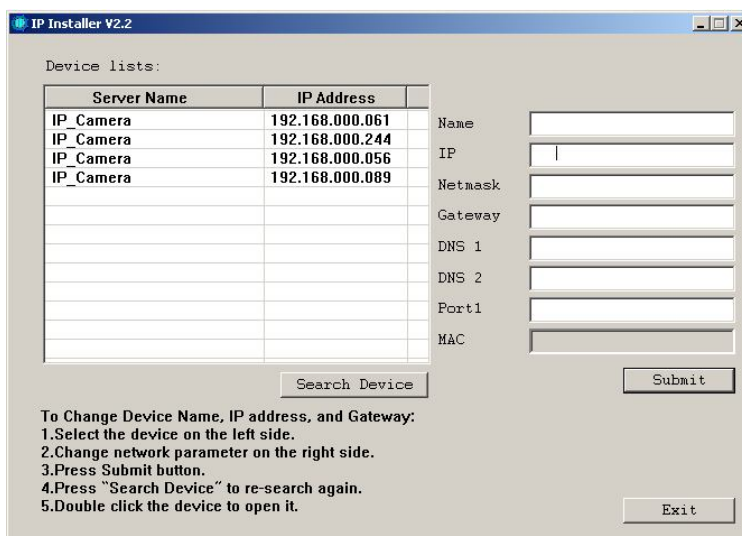 IP Installer V2.2
Device lists:
Server Name IP Address
IP_Camera 192.168.000.061
IP_Camera 192.168.000.244
IP_Camera 192.168.000.056
IP_Camera 192.168.000.089
Name
IP
Netmask
Gateway
DNS 1
DNS 2
Port1
MAC
Search Device
Submit
To Change Device Name, IP address, and Gateway:
1.Select the device on the left side.
2.Change network parameter on the right side.
3.Press Submit button.
4.Press "Search Device" to re-search again.
5.Double click the device to open it.
Exit